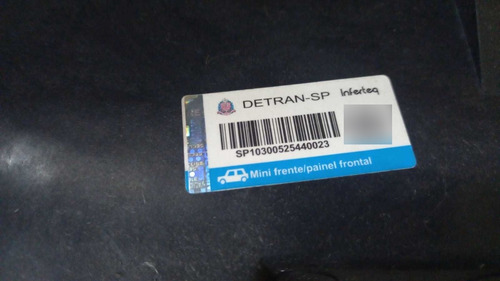 DETRAN-SP Inferteq
SP10300525440023
Mini frente/painel frontal